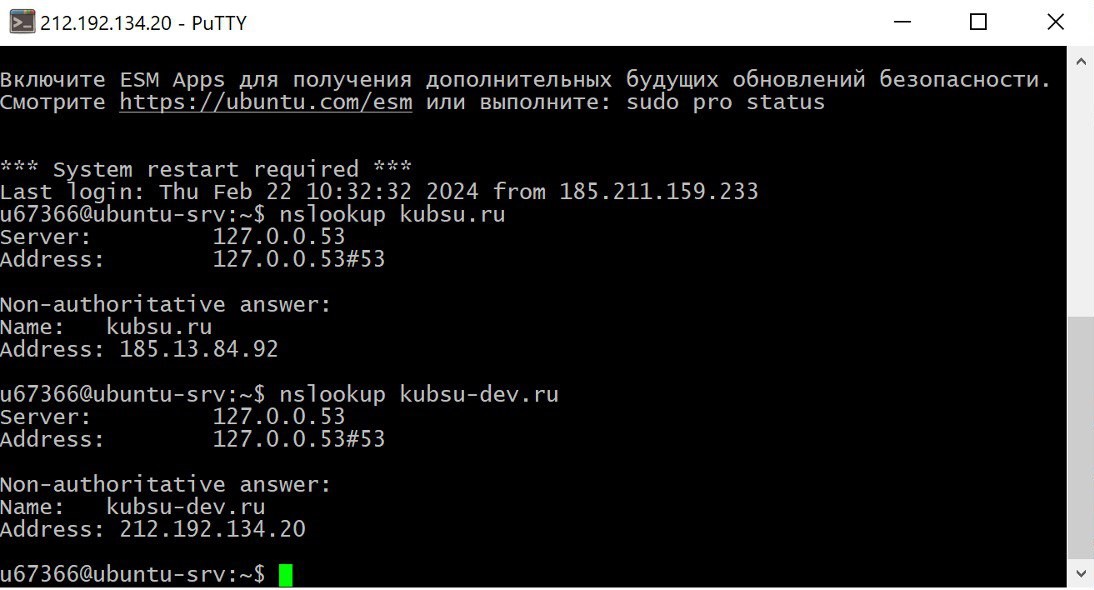 212.192.134.20 - PuTTY
Включите ESM Apps для получения дополнительных будущих обновлений безопасности.
Смотрите https://ubuntu.com/esm или выполните: sudo pro status
*** System restart required ***
Last login: Thu Feb 22 10:32:32 2024 from 185.211.159.233
u67366@ubuntu-srv:~$ nslookup kubsu.ru
Server:         127.0.0.53
Address:        127.0.0.53#53
Non-authoritative answer:
Name:   kubsu.ru
Address: 185.13.84.92
u67366@ubuntu-srv:~$ nslookup kubsu-dev.ru
Server:         127.0.0.53
Address:        127.0.0.53#53
Non-authoritative answer:
Name:   kubsu-dev.ru
Address: 212.192.134.20
u67366@ubuntu-srv:~$